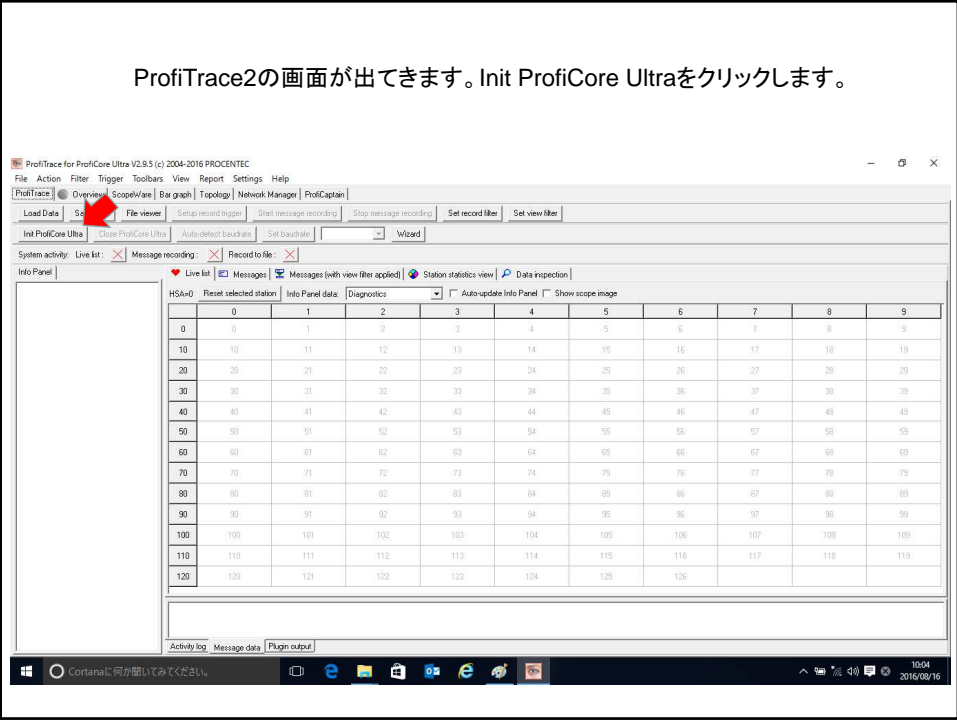 ProfiTrace2の画面が出てきます。Init ProfiCore Ultraをクリックします。
ProfiTrace for ProfiCore Ultra V2.9.5 (c) 2004-2016 PROCENTEC
File Action Filter Trigger Toolbars View Report Settings Help
ProfiTrace Overview ScopeWare Bar graph Topology Network Manager ProfiCaptain
Load Data File viewer Setup record trigger Start message recording Stop message recording Set record filter Set view filter
Init ProfiCore Ultra Close ProfiCore Ultra Auto-detect baudrate Set baudrate Wizard
System activity: Live list: Message recording: Record to file:
Info Panel Live list Messages Messages (with view filter applied) Station statistics view Data inspection
HSA=0 Reset selected station Info Panel data: Diagnostics Auto-update Info Panel Show scope image
0 1 2 3 4 5 6 7 8 9
0 0 1 2 3 4 5 6 7 8 9
10 10 11 12 13 14 15 16 17 18 19
20 20 21 22 23 24 25 26 27 28 29
30 30 31 32 33 34 35 36 37 38 39
40 40 41 42 43 44 45 46 47 48 49
50 50 51 52 53 54 55 56 57 58 59
60 60 61 62 63 64 65 66 67 68 69
70 70 71 72 73 74 75 76 77 78 79
80 80 81 82 83 84 85 86 87 88 89
90 90 91 92 93 94 95 96 97 98 99
100 100 101 102 103 104 105 106 107 108 109
110 110 111 112 113 114 115 116 117 118 119
120 120 121 122 123 124 125 126
Activity log Message data Plugin output
Cortanaに何か聞いてみてください。
10:04
2016/08/16